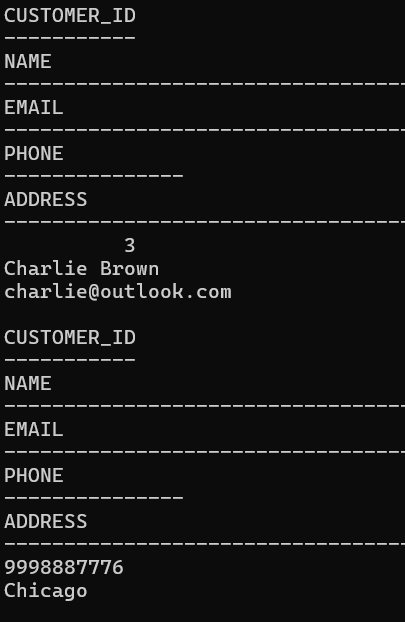 CUSTOMER_ID
-----------
NAME
----------------------------------
EMAIL
----------------------------------
PHONE
---------------
ADDRESS
----------------------------------
3
Charlie Brown
charlie@outlook.com
CUSTOMER_ID
-----------
NAME
----------------------------------
EMAIL
----------------------------------
PHONE
---------------
ADDRESS
----------------------------------
9998887776
Chicago